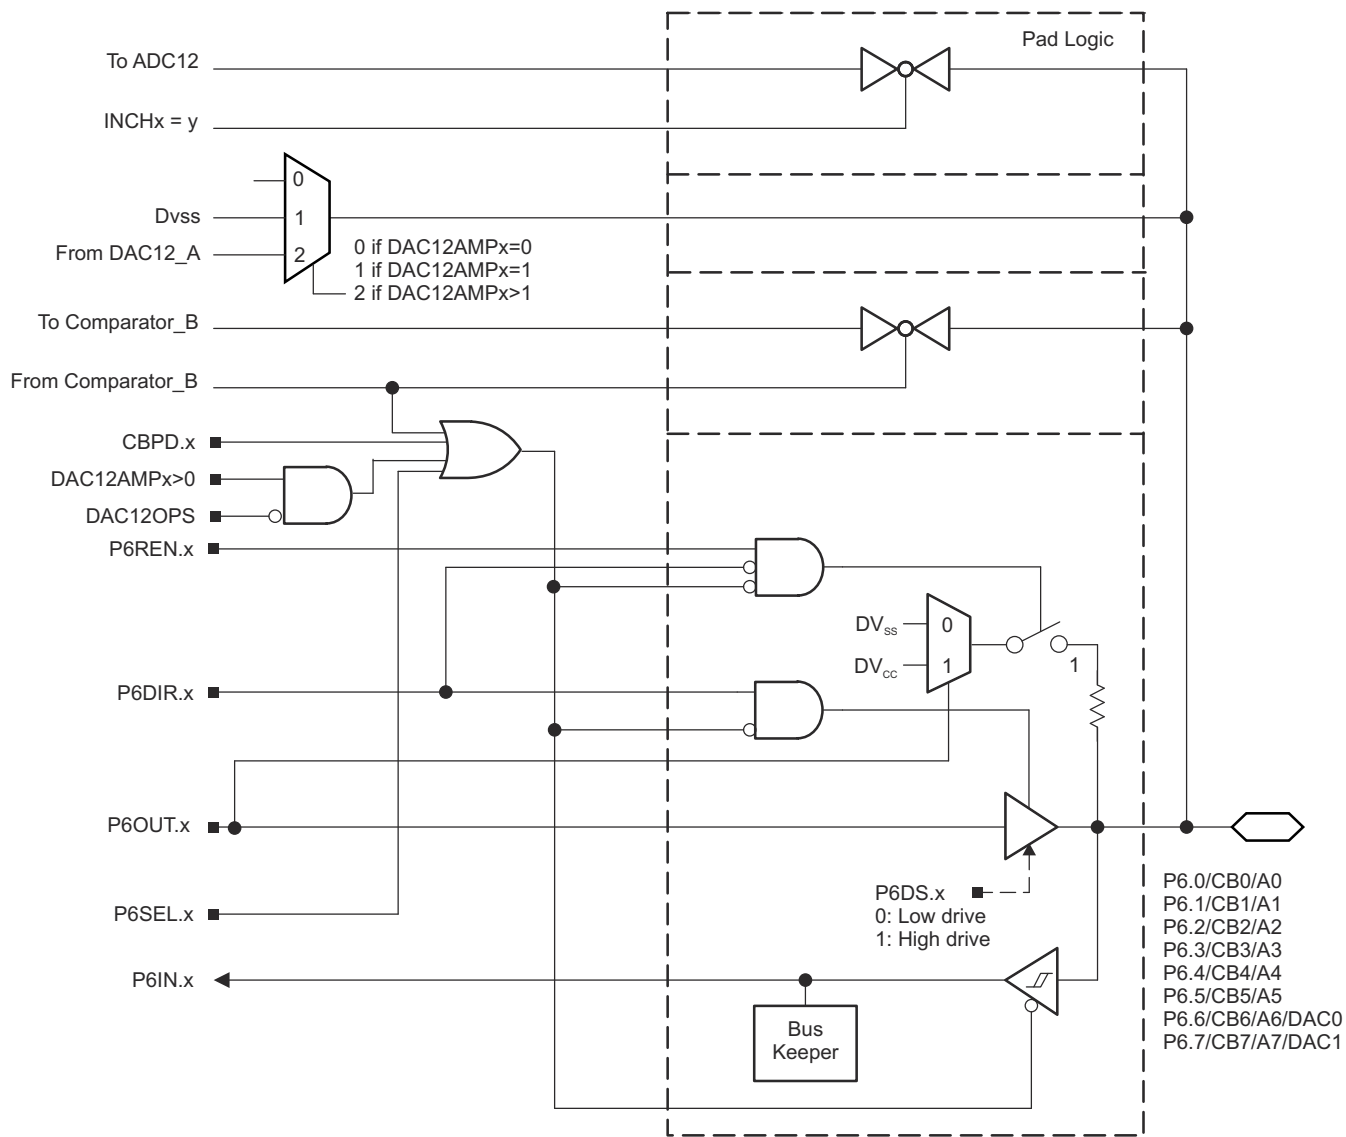 Pad Logic
To ADC12
INCHx = y
0
Dvss
1
From DAC12_A
2
0 if DAC12AMPx=0
1 if DAC12AMPx=1
2 if DAC12AMPx>1
To Comparator_B
From Comparator_B
CBPD.x
DAC12AMPx>0
DAC12OPS
P6REN.x
DVSS
0
DVCC
1
1
P6DIR.x
P6OUT.x
P6DS.x
0: Low drive
1: High drive
P6SEL.x
P6IN.x
Bus
Keeper
P6.0/CB0/A0
P6.1/CB1/A1
P6.2/CB2/A2
P6.3/CB3/A3
P6.4/CB4/A4
P6.5/CB5/A5
P6.6/CB6/A6/DAC0
P6.7/CB7/A7/DAC1